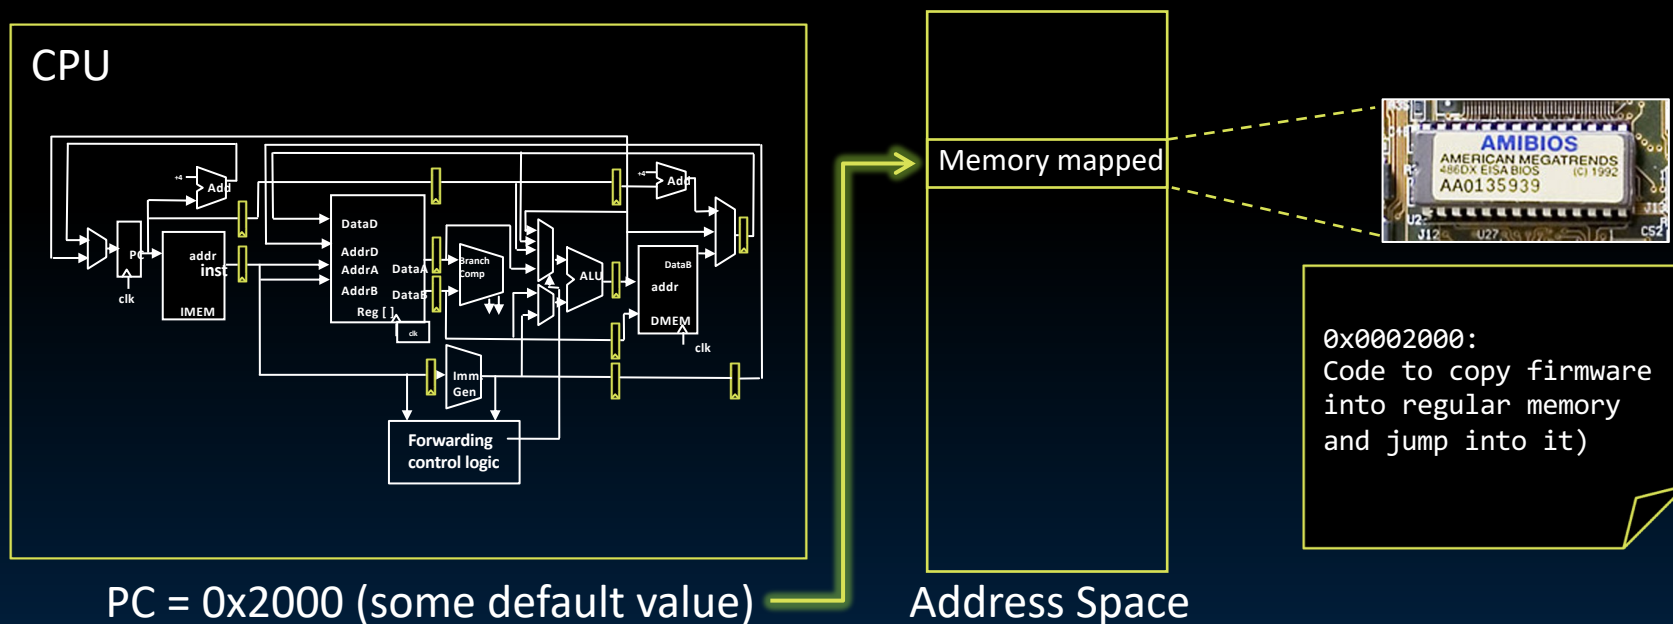 CPU
+4
Add
PC
clk
addr
inst
IMEM
DataD
AddrD
AddrA
AddrB
DataA
DataB
Reg [ ]
clk
Branch
Comp
ALU
+4
Add
DataB
addr
DMEM
clk
Imm.
Gen
Forwarding
control logic
PC = 0x2000 (some default value)
Memory mapped
Address Space
AMIBIOS
AMERICAN MEGATRENDS
486DX EISA BIOS (C) 1992
AA0135939
U27
CS2
0x0002000:
Code to copy firmware
into regular memory
and jump into it)